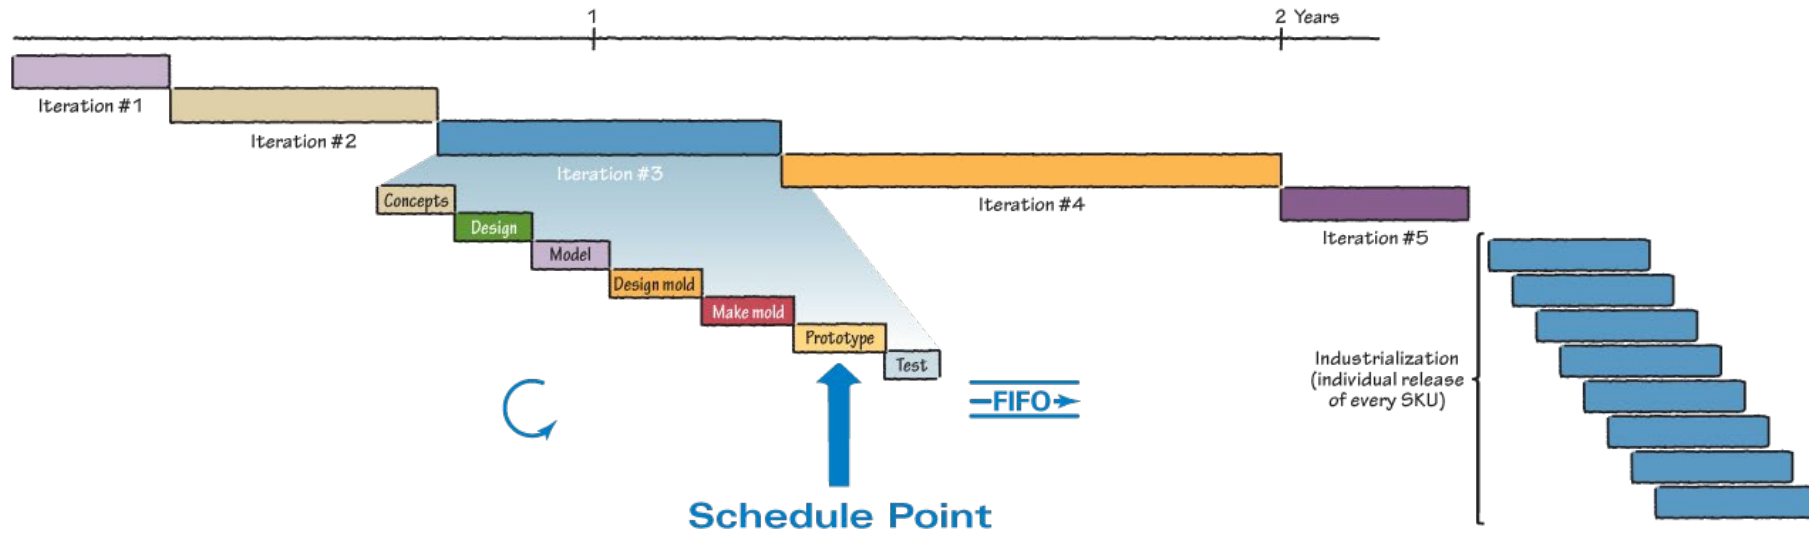 1
2 Years
Iteration #1
Iteration #2
Iteration #3
Iteration #4
Iteration #5
Concepts
Design
Model
Design mold
Make mold
Prototype
Test
FIFO
Schedule Point
Industrialization
(individual release
of every SKU)